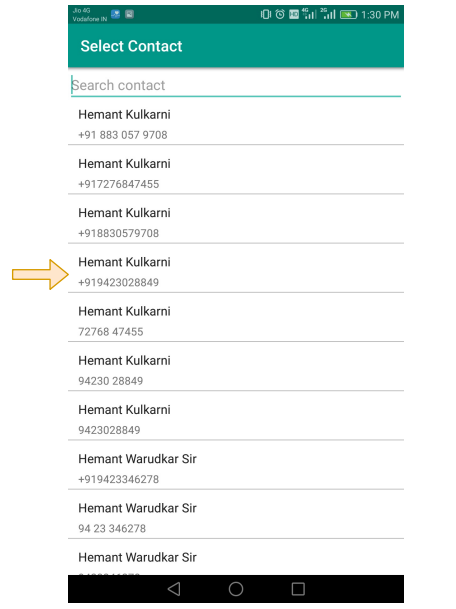 Jio 4G
Vodafone IN
4G
2G
1:30 PM
Select Contact
Search contact
Hemant Kulkarni
+91 883 057 9708
Hemant Kulkarni
+917276847455
Hemant Kulkarni
+918830579708
Hemant Kulkarni
+919423028849
Hemant Kulkarni
72768 47455
Hemant Kulkarni
94230 28849
Hemant Kulkarni
9423028849
Hemant Warudkar Sir
+919423346278
Hemant Warudkar Sir
94 23 346278
Hemant Warudkar Sir